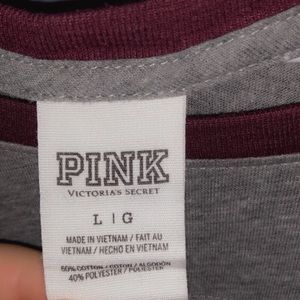 PINK
VICTORIA'S SECRET
L | G
MADE IN VIETNAM / FAIT AU
VIETNAM / HECHO EN VIETNAM
60% COTTON / COTON / ALGODÓN
40% POLYESTER / POLYESTER